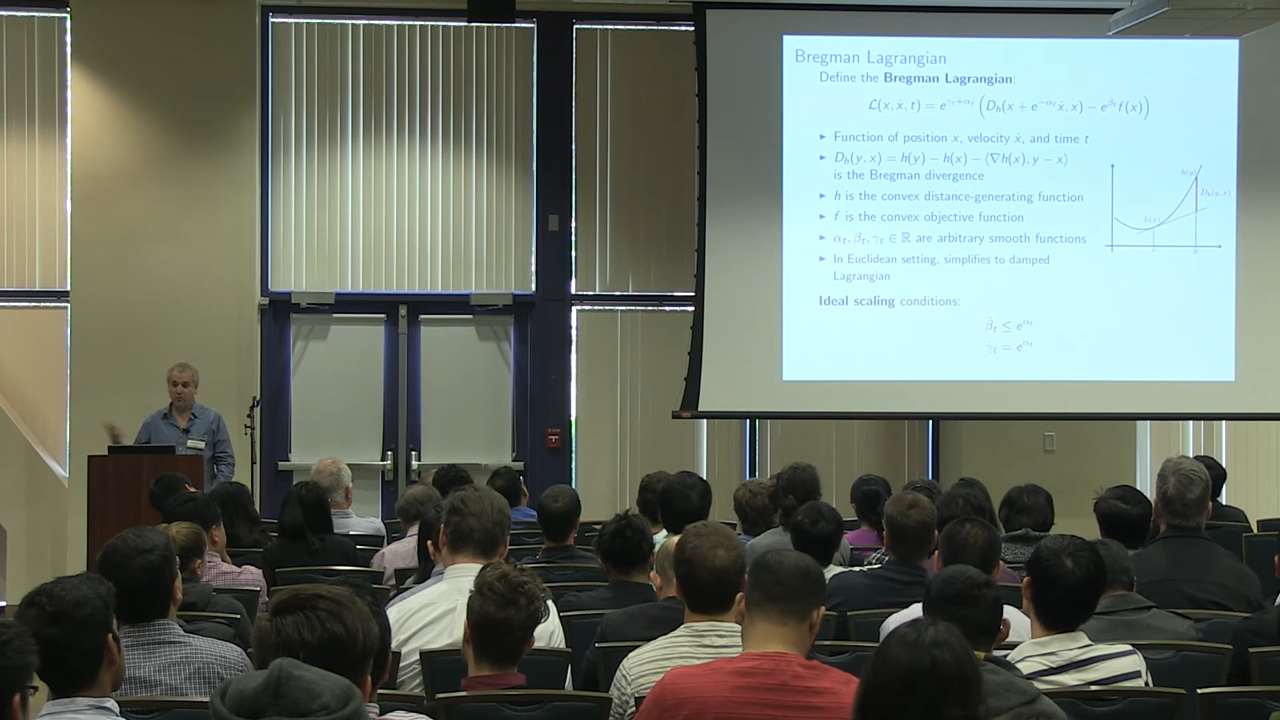 Bregman Lagrangian
Define the Bregman Lagrangian:
ℒ(x, ẋ, t) = e^{γ_t+α_t} (D_h(x + e^{−α_t}ẋ, x) − e^{β_t}f(x))
▸ Function of position x, velocity ẋ, and time t
▸ D_h(y, x) = h(y) − h(x) − ⟨∇h(x), y − x⟩
is the Bregman divergence
▸ h is the convex distance-generating function
▸ f is the convex objective function
▸ α_t, β_t, γ_t ∈ ℝ are arbitrary smooth functions
▸ In Euclidean setting, simplifies to damped
Lagrangian
h(y)
D_h(y, x)
h(x)
x y
Ideal scaling conditions:
β̇_t ≤ e^{α_t}
γ̇_t = e^{α_t}